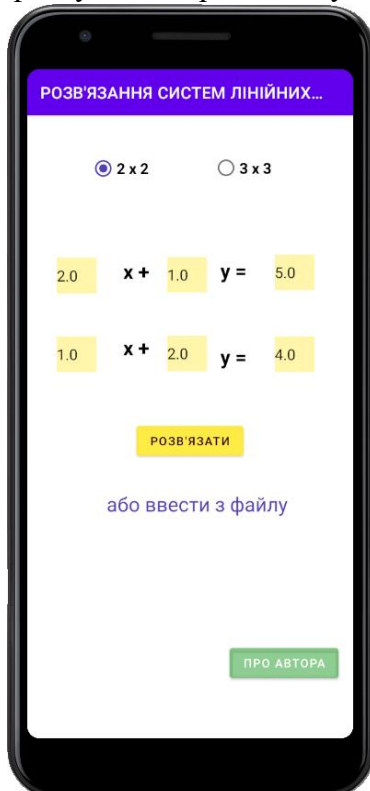 РОЗВ'ЯЗАННЯ СИСТЕМ ЛІНІЙНИХ...
2 x 2 3 x 3
2.0 x + 1.0 y = 5.0
1.0 x + 2.0 y = 4.0
РОЗВ'ЯЗАТИ
або ввести з файлу
ПРО АВТОРА